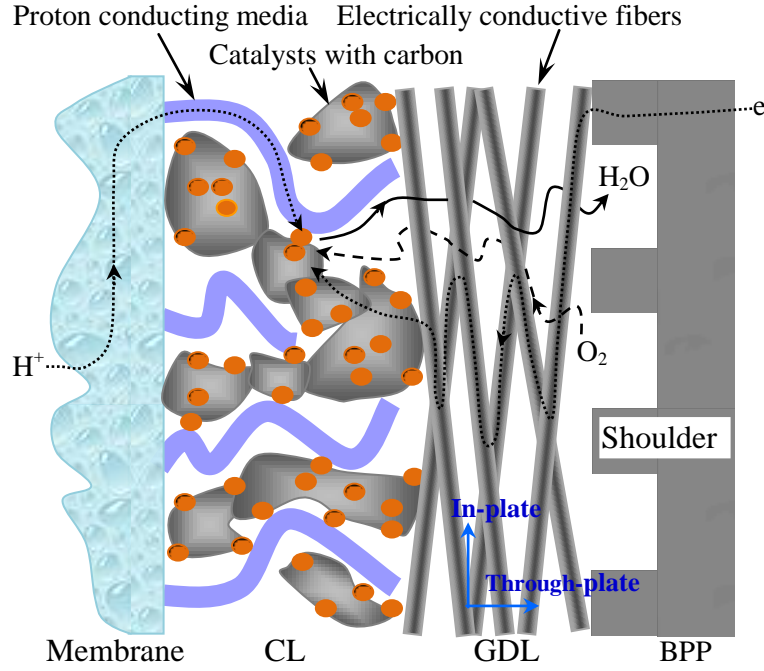 Proton conducting media
Electrically conductive fibers
Catalysts with carbon
e
H₂O
H⁺
O₂
Shoulder
In-plate
Through-plate
Membrane
CL
GDL
BPP